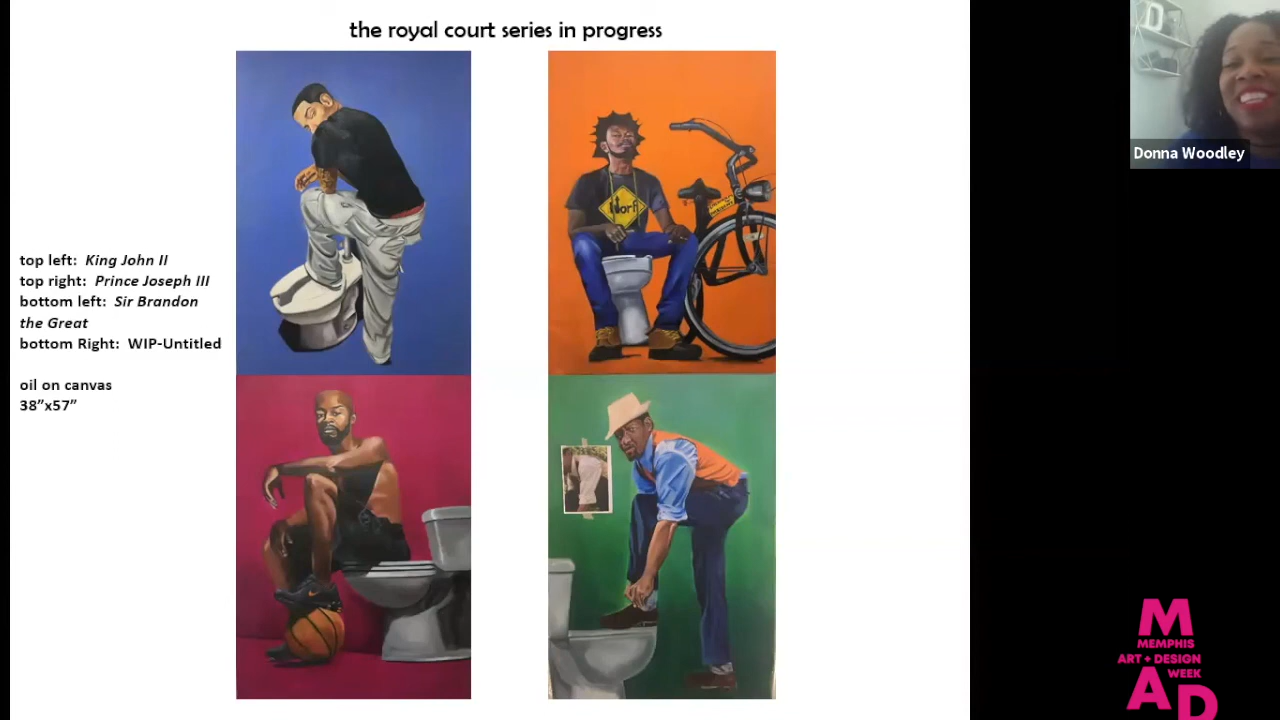 the royal court series in progress
top left: King John II
top right: Prince Joseph III
bottom left: Sir Brandon
the Great
bottom Right: WIP-Untitled
oil on canvas
38”x57”
Norf
Donna Woodley
M
MEMPHIS
ART + DESIGN
WEEK
AD